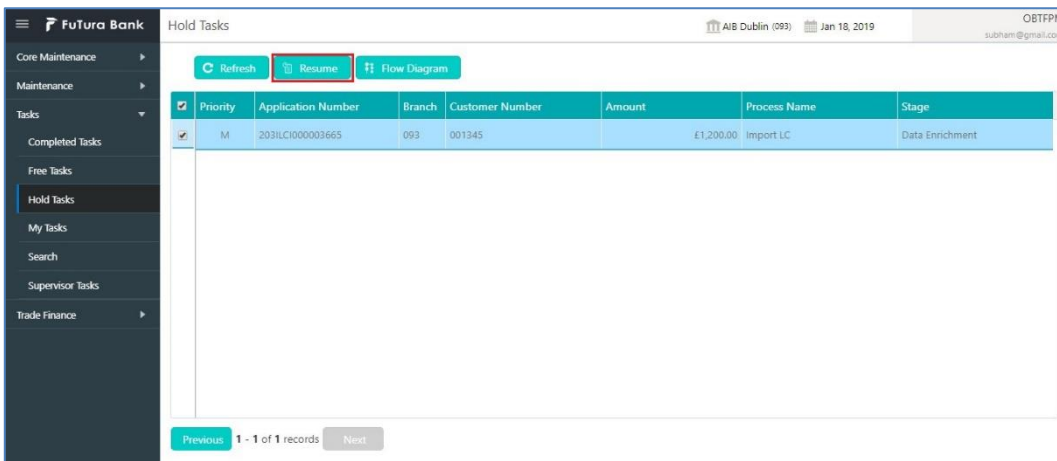 FuTura Bank
Hold Tasks
AIB Dublin (093)
Jan 18, 2019
OBTFPM
subham@gmail.co
Core Maintenance
Maintenance
Tasks
Completed Tasks
Free Tasks
Hold Tasks
My Tasks
Search
Supervisor Tasks
Trade Finance
Refresh
Resume
Flow Diagram
Priority Application Number Branch Customer Number Amount Process Name Stage
M 203ILCI000003665 093 001345 £1,200.00 Import LC Data Enrichment
Previous 1 - 1 of 1 records Next